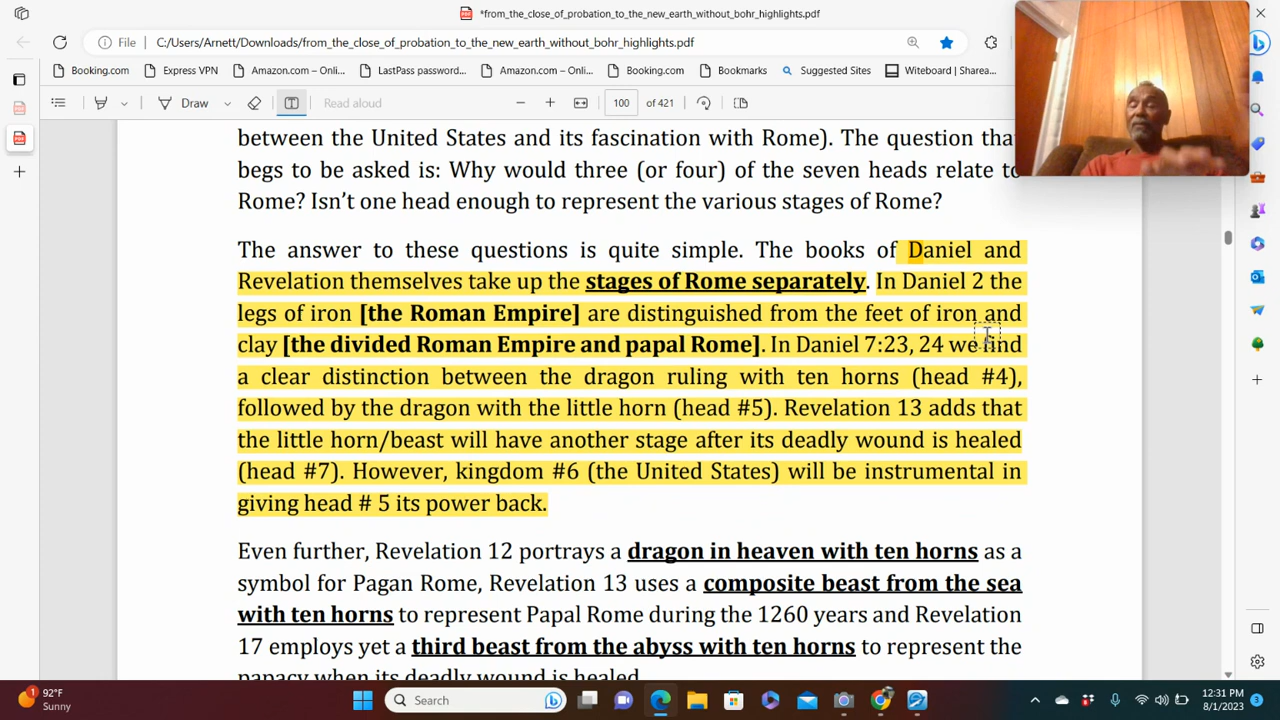 *from_the_close_of_probation_to_the_new_earth_without_bohr_highlights.pdf
File C:/Users/Arnett/Downloads/from_the_close_of_probation_to_the_new_earth_without_bohr_highlights.pdf
Booking.com Express VPN Amazon.com – Onli... LastPass password... Amazon.com – Onli... Booking.com Bookmarks Suggested Sites Witeboard | Sharea...
Draw Read aloud 100 of 421
between the United States and its fascination with Rome). The question that
begs to be asked is: Why would three (or four) of the seven heads relate to
Rome? Isn't one head enough to represent the various stages of Rome?
The answer to these questions is quite simple. The books of Daniel and
Revelation themselves take up the stages of Rome separately. In Daniel 2 the
legs of iron [the Roman Empire] are distinguished from the feet of iron and
clay [the divided Roman Empire and papal Rome]. In Daniel 7:23, 24 we find
a clear distinction between the dragon ruling with ten horns (head #4),
followed by the dragon with the little horn (head #5). Revelation 13 adds that
the little horn/beast will have another stage after its deadly wound is healed
(head #7). However, kingdom #6 (the United States) will be instrumental in
giving head # 5 its power back.
Even further, Revelation 12 portrays a dragon in heaven with ten horns as a
symbol for Pagan Rome, Revelation 13 uses a composite beast from the sea
with ten horns to represent Papal Rome during the 1260 years and Revelation
17 employs yet a third beast from the abyss with ten horns to represent the
papacy when its deadly wound is healed.
1
92°F
Sunny
Search
12:31 PM
8/1/2023
3